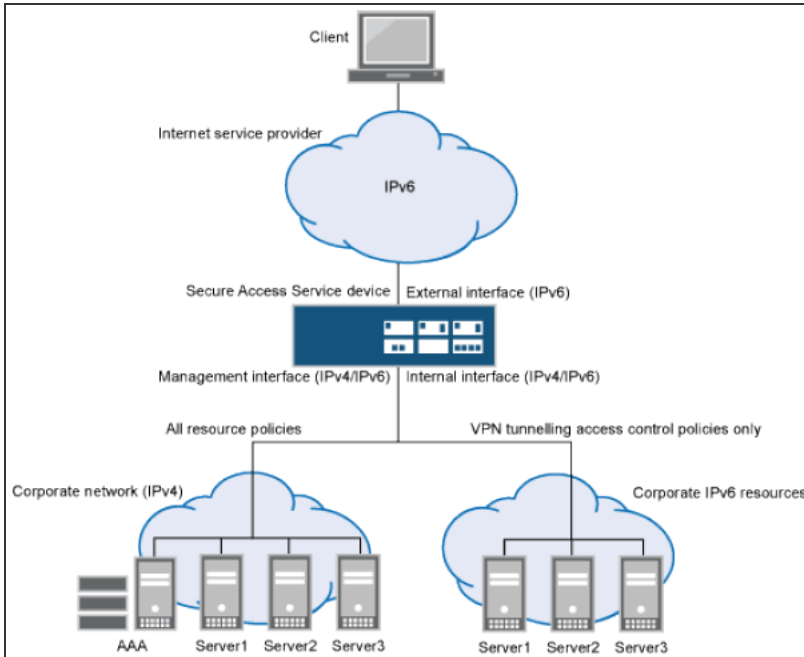 Client
Internet service provider
IPv6
Secure Access Service device
External interface (IPv6)
Management interface (IPv4/IPv6)
Internal interface (IPv4/IPv6)
All resource policies
VPN tunnelling access control policies only
Corporate network (IPv4)
Corporate IPv6 resources
AAA
Server1
Server2
Server3
Server1
Server2
Server3